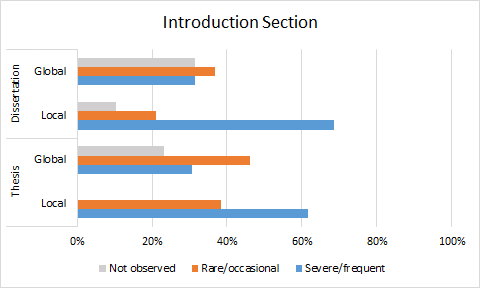 Introduction Section
Dissertation
Global
Local
Thesis
Global
Local
0% 20% 40% 60% 80% 100%
Not observed Rare/occasional Severe/frequent